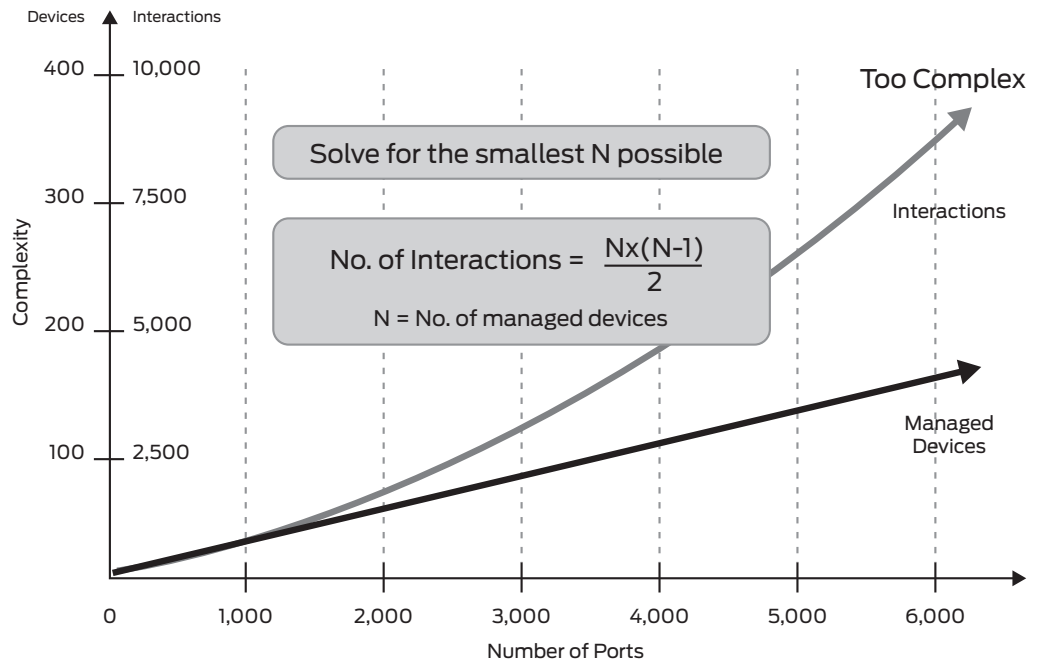 Devices Interactions
400 10,000
Too Complex
Solve for the smallest N possible
300 7,500
Interactions
No. of Interactions = Nx(N-1)
2
N = No. of managed devices
Complexity
200 5,000
Managed
Devices
100 2,500
0 1,000 2,000 3,000 4,000 5,000 6,000
Number of Ports